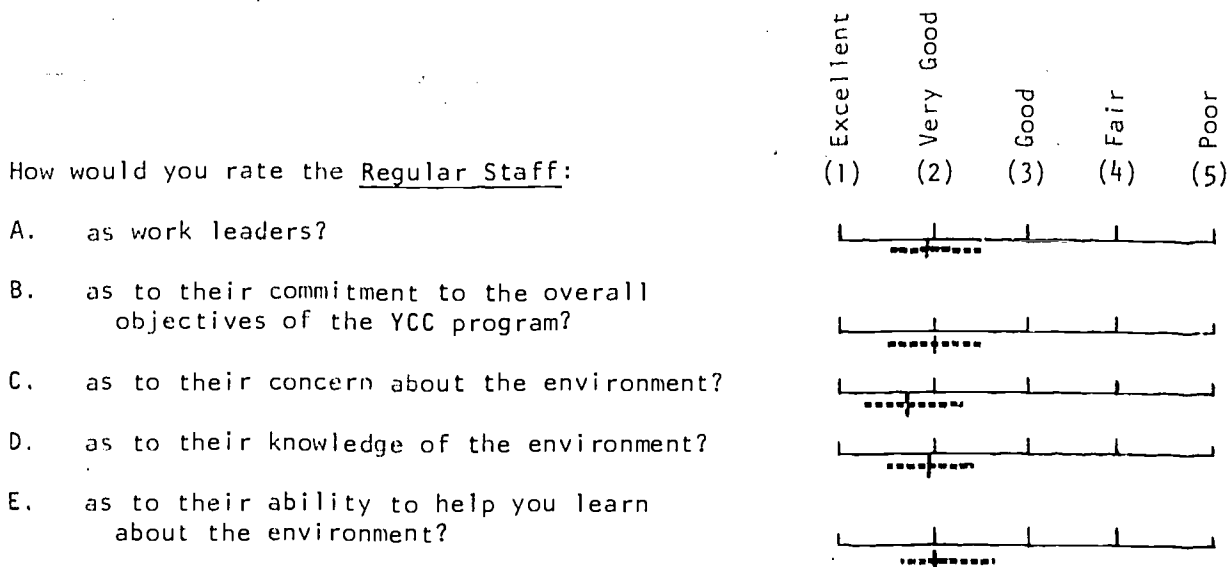 Excellent
Very Good
Good
Fair
Poor
How would you rate the Regular Staff:
(1) (2) (3) (4) (5)
A. as work leaders?
B. as to their commitment to the overall
objectives of the YCC program?
C. as to their concern about the environment?
D. as to their knowledge of the environment?
E. as to their ability to help you learn
about the environment?